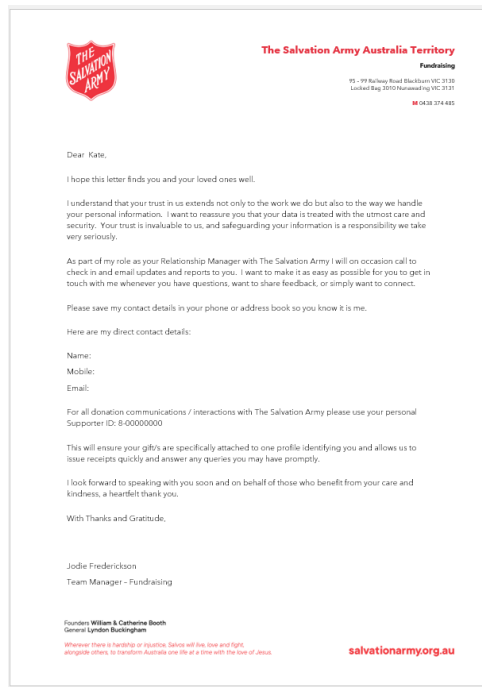 THE
SALVATION
ARMY
The Salvation Army Australia Territory
Fundraising
95 – 99 Railway Road Blackburn VIC 3130
Locked Bag 3010 Nunawading VIC 3131
M 0438 374 485
Dear Kate,
I hope this letter finds you and your loved ones well.
I understand that your trust in us extends not only to the work we do but also to the way we handle
your personal information. I want to reassure you that your data is treated with the utmost care and
security. Your trust is invaluable to us, and safeguarding your information is a responsibility we take
very seriously.
As part of my role as your Relationship Manager with The Salvation Army I will on occasion call to
check in and email updates and reports to you. I want to make it as easy as possible for you to get in
touch with me whenever you have questions, want to share feedback, or simply want to connect.
Please save my contact details in your phone or address book so you know it is me.
Here are my direct contact details:
Name:
Mobile:
Email:
For all donation communications / interactions with The Salvation Army please use your personal
Supporter ID: 8-00000000
This will ensure your gift/s are specifically attached to one profile identifying you and allows us to
issue receipts quickly and answer any queries you may have promptly.
I look forward to speaking with you soon and on behalf of those who benefit from your care and
kindness, a heartfelt thank you.
With Thanks and Gratitude,
Jodie Frederickson
Team Manager – Fundraising
Founders William & Catherine Booth
General Lyndon Buckingham
Wherever there is hardship or injustice, Salvos will live, love and fight,
alongside others, to transform Australia one life at a time with the love of Jesus.
salvationarmy.org.au